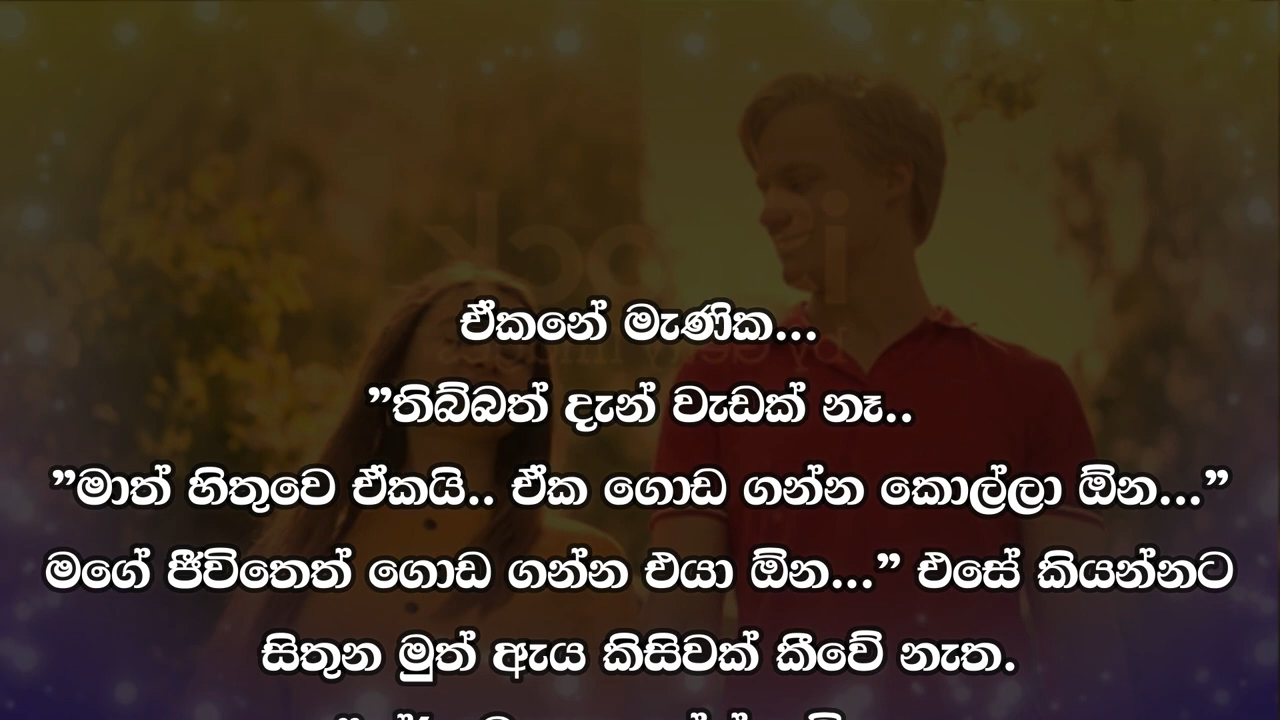 ඒකනේ මැණික...
”තිබ්බත් දැන් වැඩක් නෑ..
”මාත් හිතුවෙ ඒකයි.. ඒක ගොඩ ගන්න කොල්ලා ඕන...”
මගේ ජීවිතෙත් ගොඩ ගන්න එයා ඕන...” එසේ කියන්නට
සිතුන මුත් ඇය කිසිවක් කීවේ නැත.